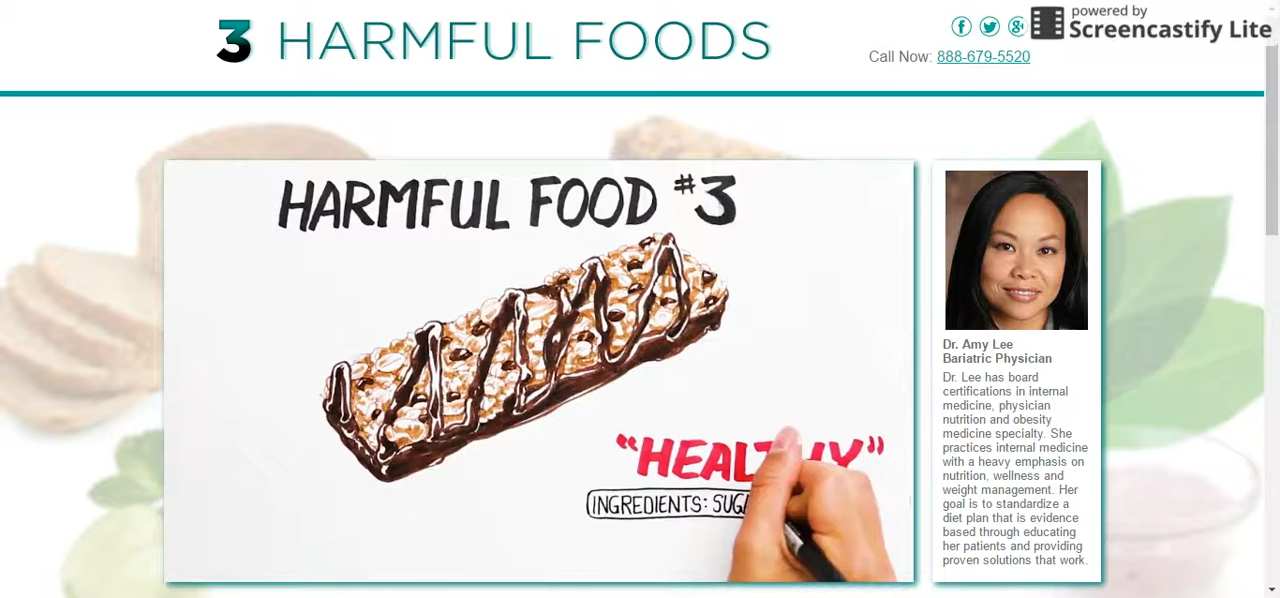 3 HARMFUL FOODS
powered by
Screencastify Lite
Call Now: 888-679-5520
HARMFUL FOOD #3
"HEALTHY"
INGREDIENTS:
Dr. Amy Lee
Bariatric Physician
Dr. Lee has board
certifications in internal
medicine, physician
nutrition and obesity
medicine specialty. She
practices internal medicine
with a heavy emphasis on
nutrition, wellness and
weight management. Her
goal is to standardize a
diet plan that is evidence
based through educating
her patients and providing
proven solutions that work.